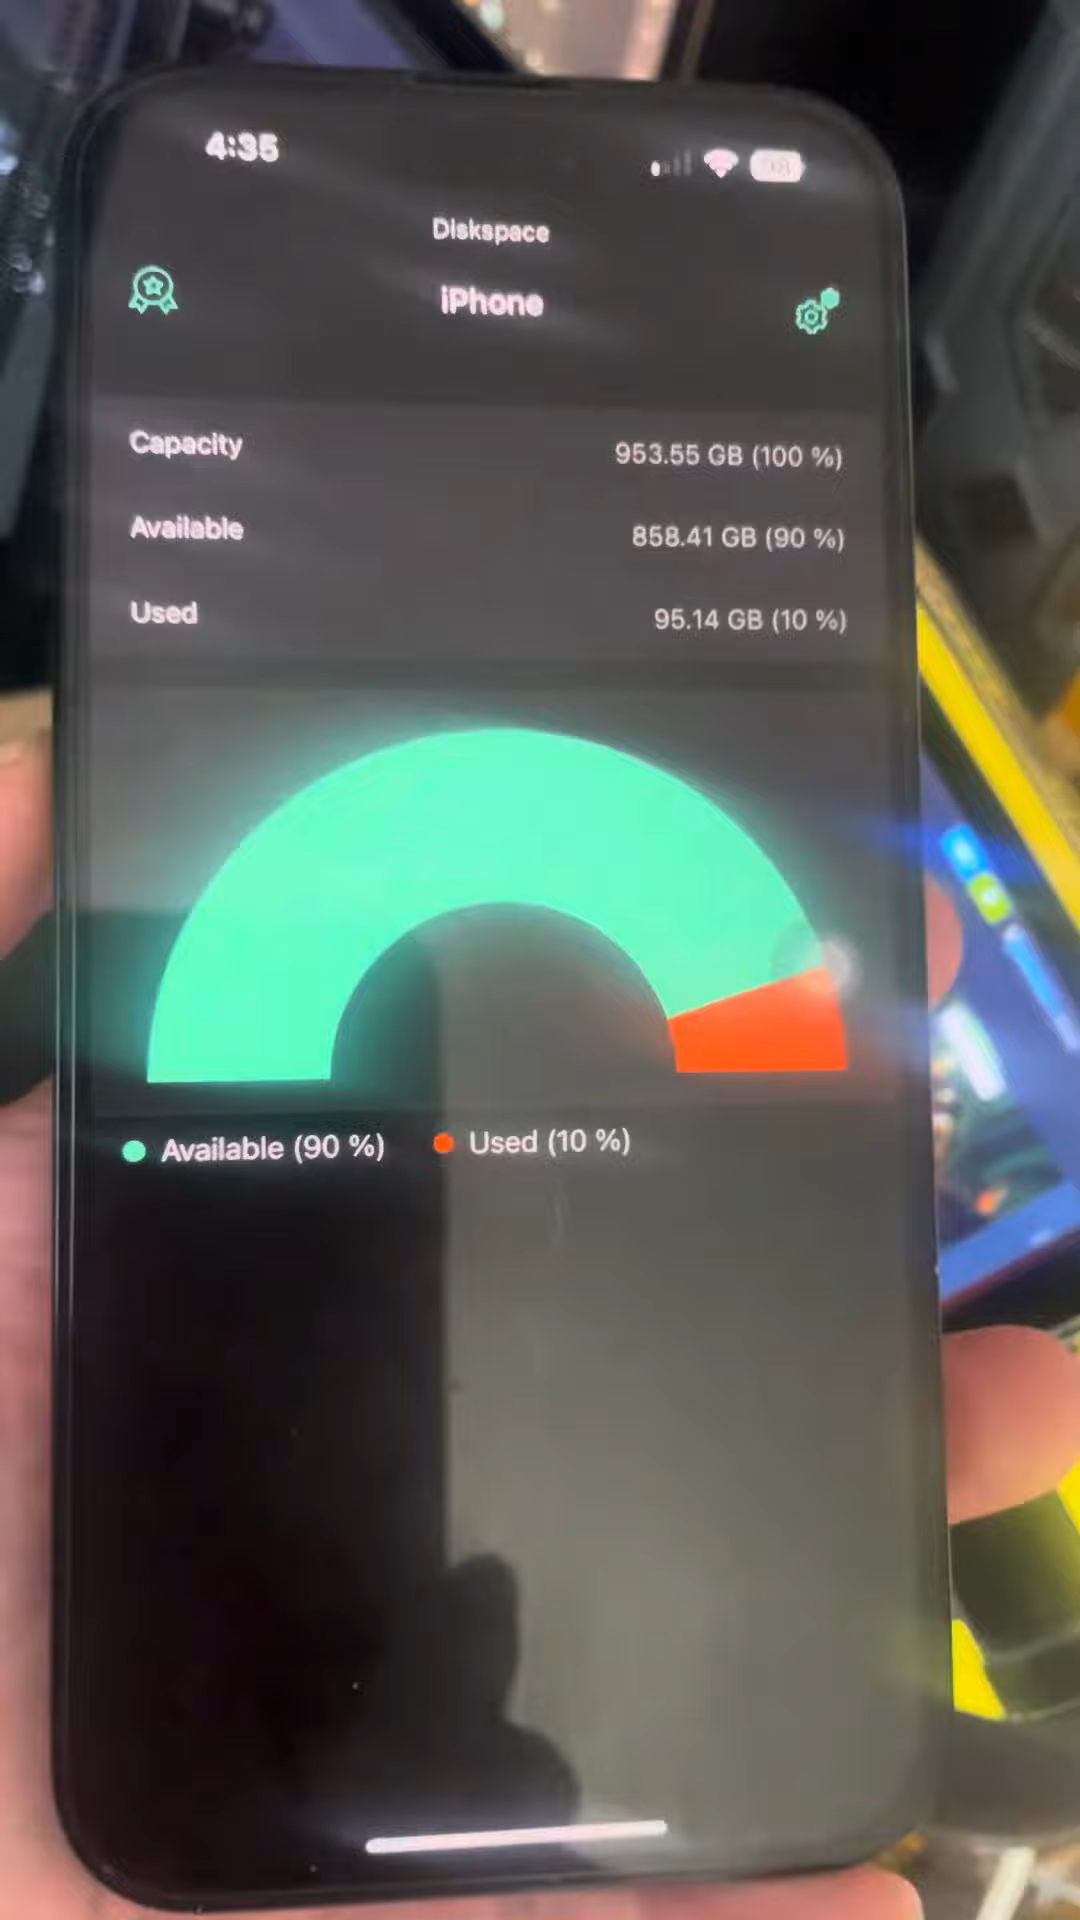 4:35
Diskspace
iPhone
Capacity 953.55 GB (100 %)
Available 858.41 GB (90 %)
Used 95.14 GB (10 %)
Available (90 %) Used (10 %)